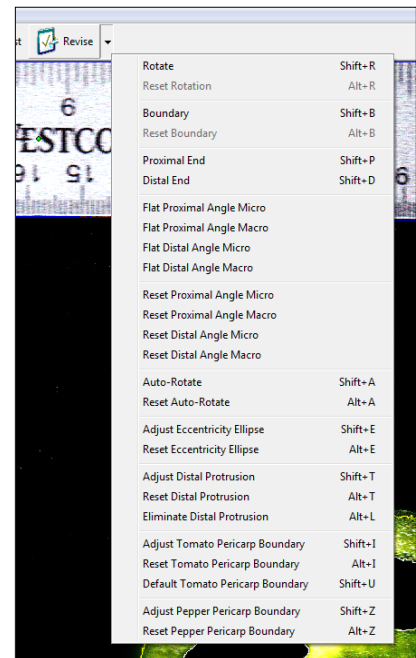 Revise
Rotate Shift+R
Reset Rotation Alt+R
Boundary Shift+B
Reset Boundary Alt+B
Proximal End Shift+P
Distal End Shift+D
Flat Proximal Angle Micro
Flat Proximal Angle Macro
Flat Distal Angle Micro
Flat Distal Angle Macro
Reset Proximal Angle Micro
Reset Proximal Angle Macro
Reset Distal Angle Micro
Reset Distal Angle Macro
Auto-Rotate Shift+A
Reset Auto-Rotate Alt+A
Adjust Eccentricity Ellipse Shift+E
Reset Eccentricity Ellipse Alt+E
Adjust Distal Protrusion Shift+T
Reset Distal Protrusion Alt+T
Eliminate Distal Protrusion Alt+L
Adjust Tomato Pericarp Boundary Shift+I
Reset Tomato Pericarp Boundary Alt+I
Default Tomato Pericarp Boundary Shift+U
Adjust Pepper Pericarp Boundary Shift+Z
Reset Pepper Pericarp Boundary Alt+Z
6
15